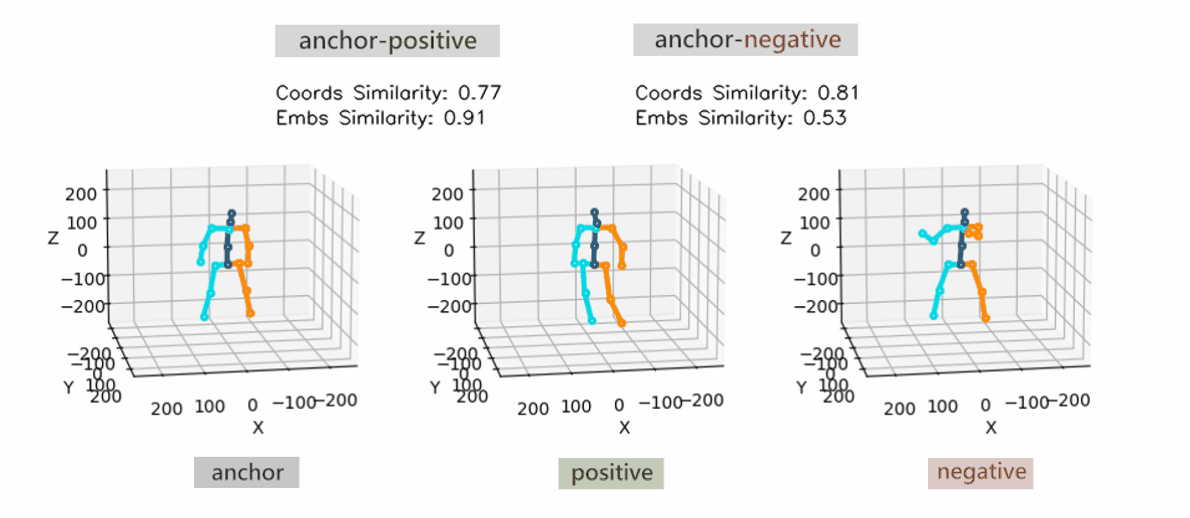 anchor-positive
anchor-negative
Coords Similarity: 0.77
Embs Similarity: 0.91
Coords Similarity: 0.81
Embs Similarity: 0.53
200
100
Z 0
−100
−200
−200
−100
0
Y 100
200
200 100 0 −100−200
X
200
100
Z 0
−100
−200
−200
−100
0
Y 100
200
200 100 0 −100−200
X
200
100
Z 0
−100
−200
−200
−100
0
Y 100
200
200 100 0 −100−200
X
anchor
positive
negative